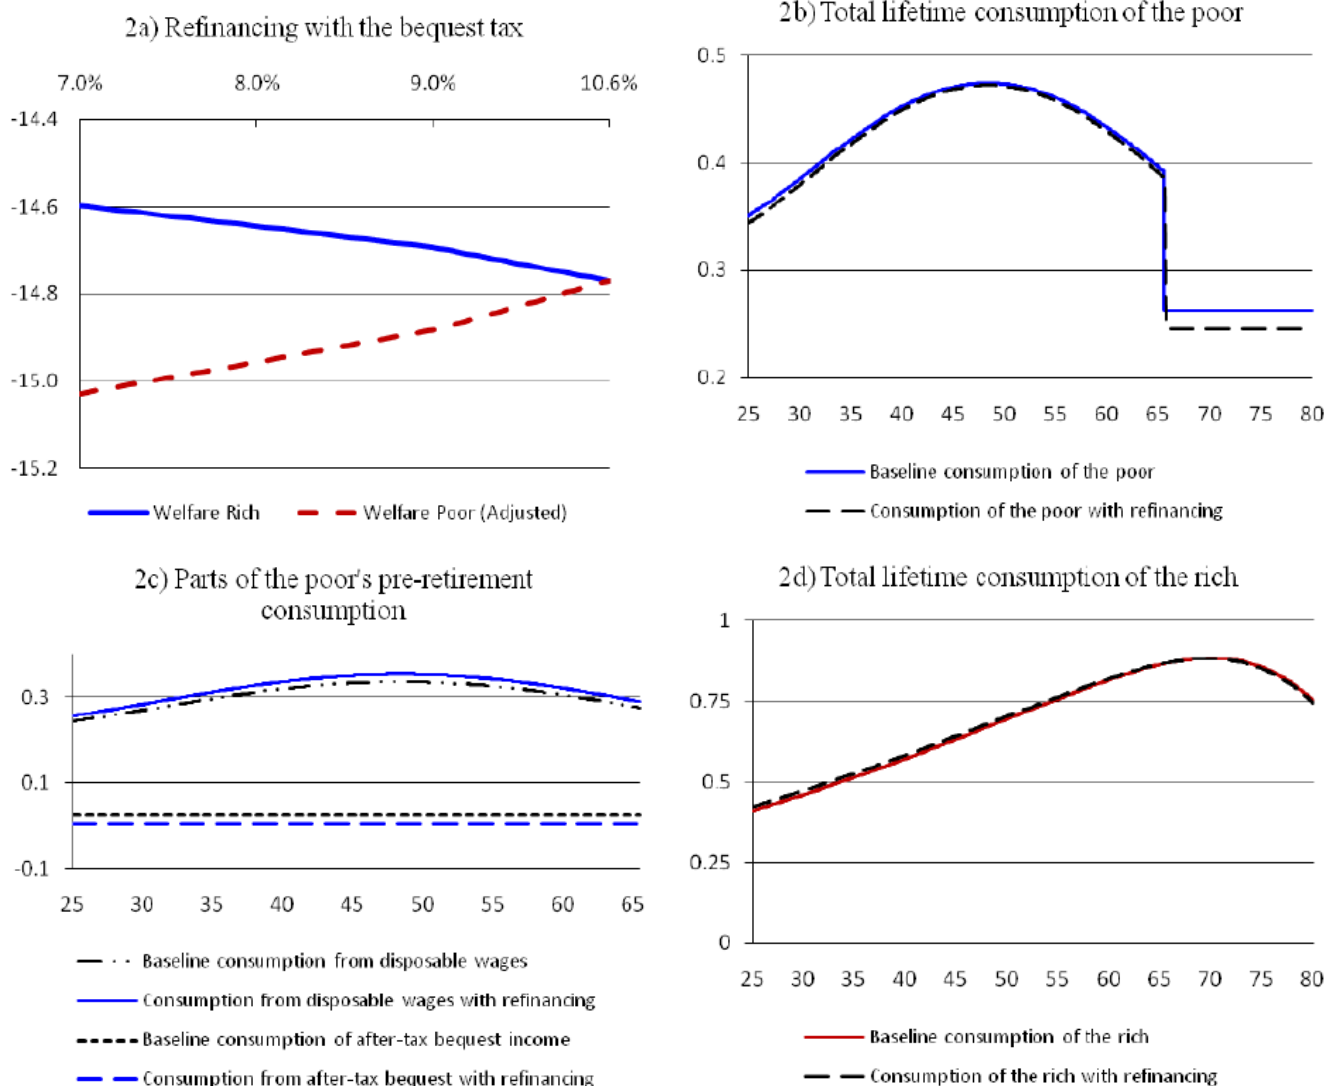 2a) Refinancing with the bequest tax
7.0% 8.0% 9.0% 10.6%
-14.4
-14.6
-14.8
-15.0
-15.2
Welfare Rich Welfare Poor (Adjusted)
2b) Total lifetime consumption of the poor
0.5
0.4
0.3
0.2
25 30 35 40 45 50 55 60 65 70 75 80
Baseline consumption of the poor
Consumption of the poor with refinancing
2c) Parts of the poor's pre-retirement
consumption
0.3
0.1
-0.1
25 30 35 40 45 50 55 60 65
Baseline consumption from disposable wages
Consumption from disposable wages with refinancing
Baseline consumption of after-tax bequest income
Consumption from after-tax bequest with refinancing
2d) Total lifetime consumption of the rich
1
0.75
0.5
0.25
0
25 30 35 40 45 50 55 60 65 70 75 80
Baseline consumption of the rich
Consumption of the rich with refinancing